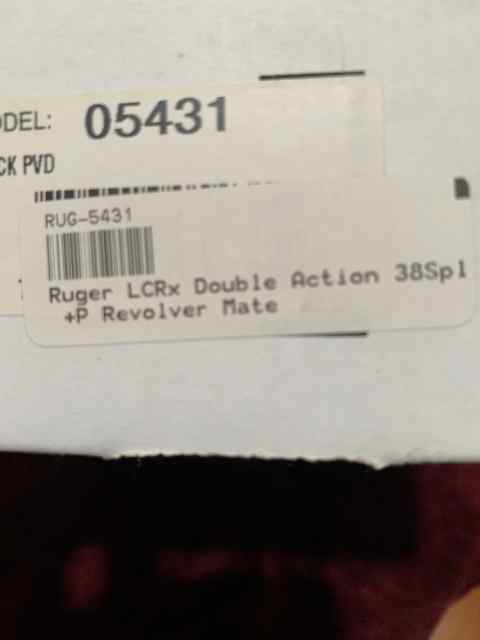 ODEL: 05431
CK PVD
RUG-5431
Ruger LCRx Double Action 38Spl
+P Revolver Mate